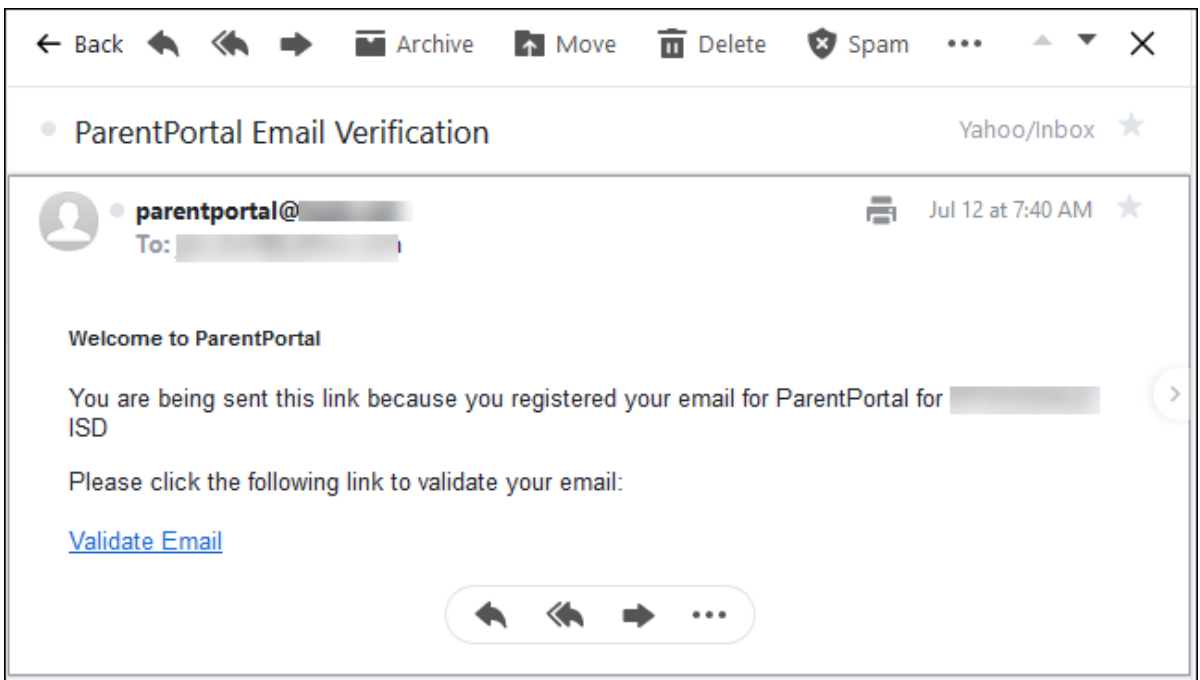 Back Archive Move Delete Spam
ParentPortal Email Verification Yahoo/Inbox
parentportal@ Jul 12 at 7:40 AM
To:
Welcome to ParentPortal
You are being sent this link because you registered your email for ParentPortal for
ISD
Please click the following link to validate your email:
Validate Email